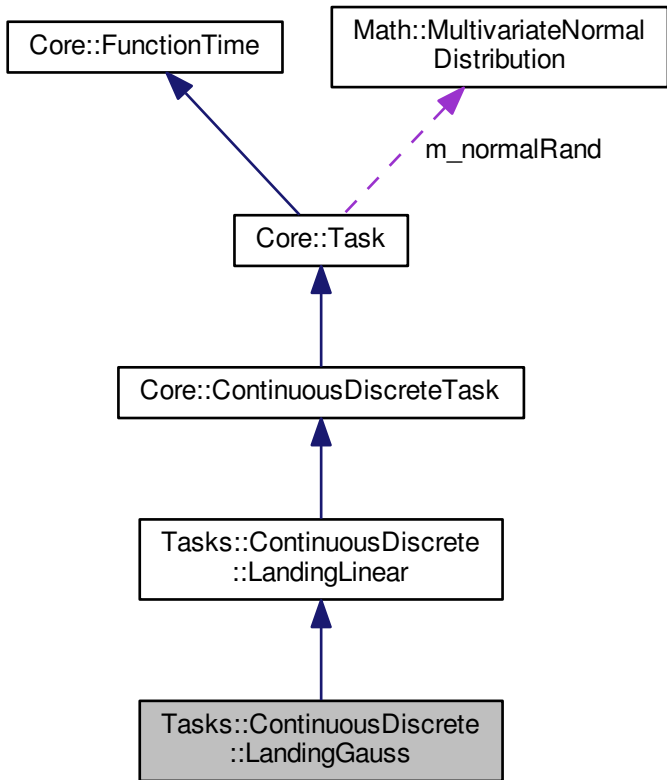 Core::FunctionTime
Math::MultivariateNormal
Distribution
m_normalRand
Core::Task
Core::ContinuousDiscreteTask
Tasks::ContinuousDiscrete
::LandingLinear
Tasks::ContinuousDiscrete
::LandingGauss